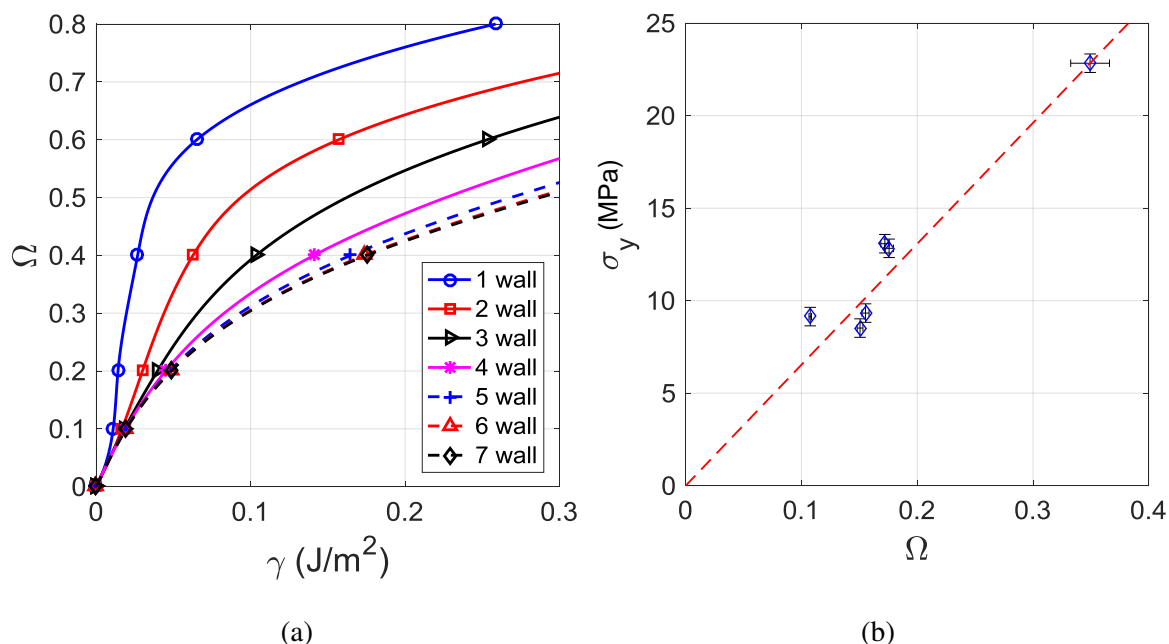 0.8
0.7
0.6
0.5
0.4
0.3
0.2
0.1
0
Ω
0 0.1 0.2 0.3
γ (J/m²)
1 wall
2 wall
3 wall
4 wall
5 wall
6 wall
7 wall
(a)
25
20
15
10
5
0
σy (MPa)
0 0.1 0.2 0.3 0.4
Ω
(b)